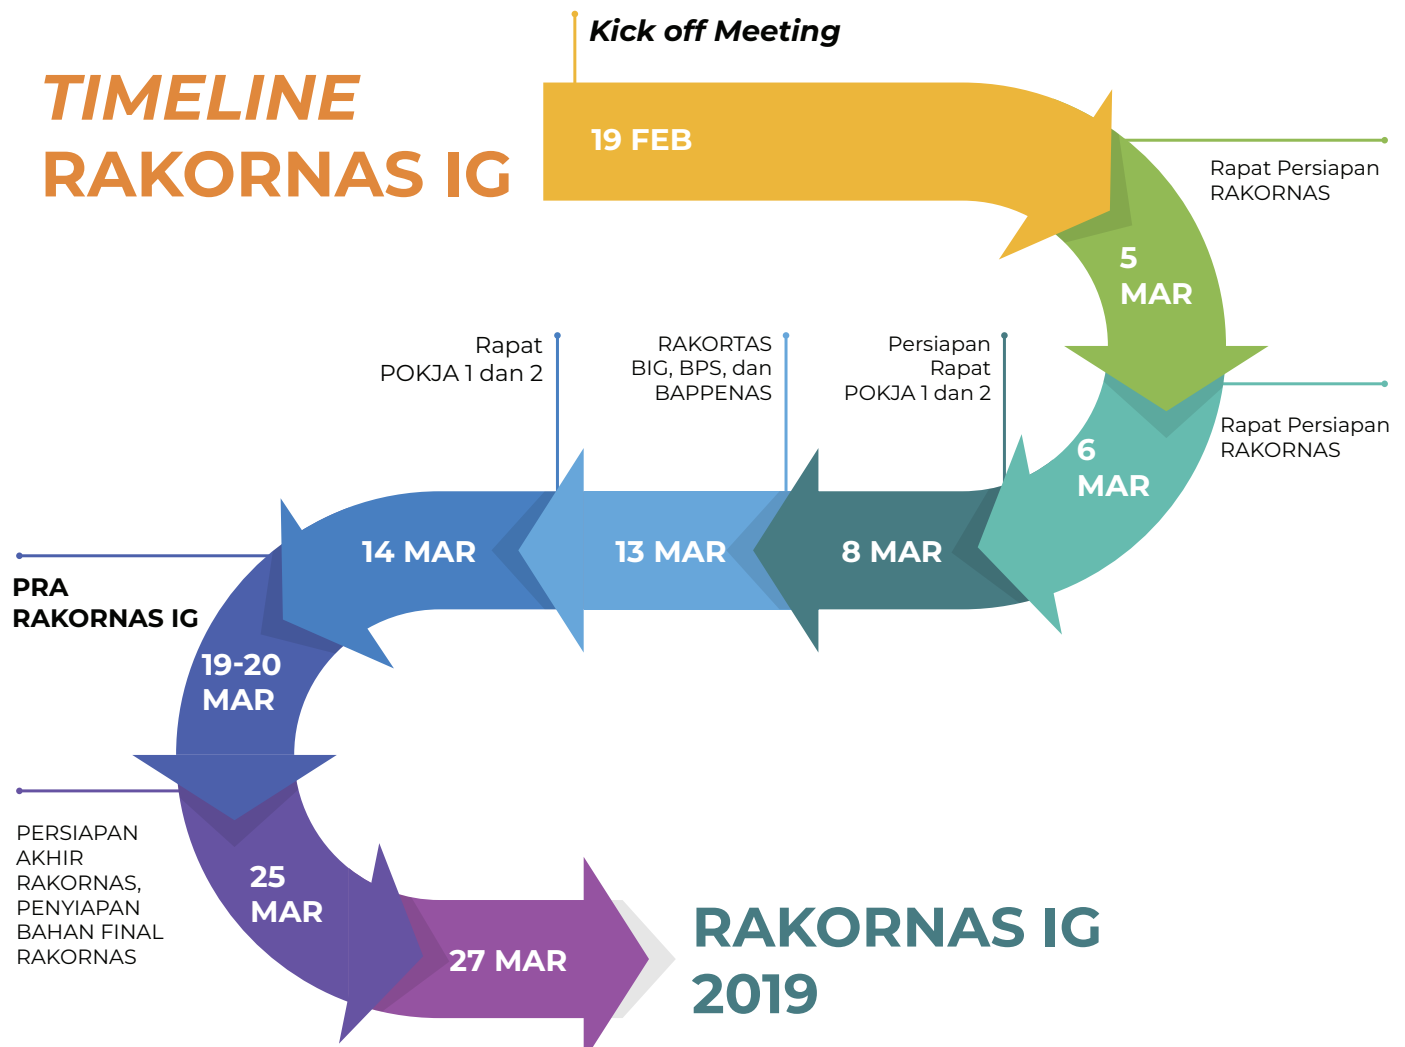 TIMELINE
RAKORNAS IG
Kick off Meeting
19 FEB
Rapat Persiapan
RAKORNAS
5
MAR
Rapat Persiapan
RAKORNAS
6
MAR
Persiapan
Rapat
POKJA 1 dan 2
8 MAR
RAKORTAS
BIG, BPS, dan
BAPPENAS
13 MAR
Rapat
POKJA 1 dan 2
14 MAR
PRA
RAKORNAS IG
19-20
MAR
PERSIAPAN
AKHIR
RAKORNAS,
PENYIAPAN
BAHAN FINAL
RAKORNAS
25
MAR
27 MAR
RAKORNAS IG
2019